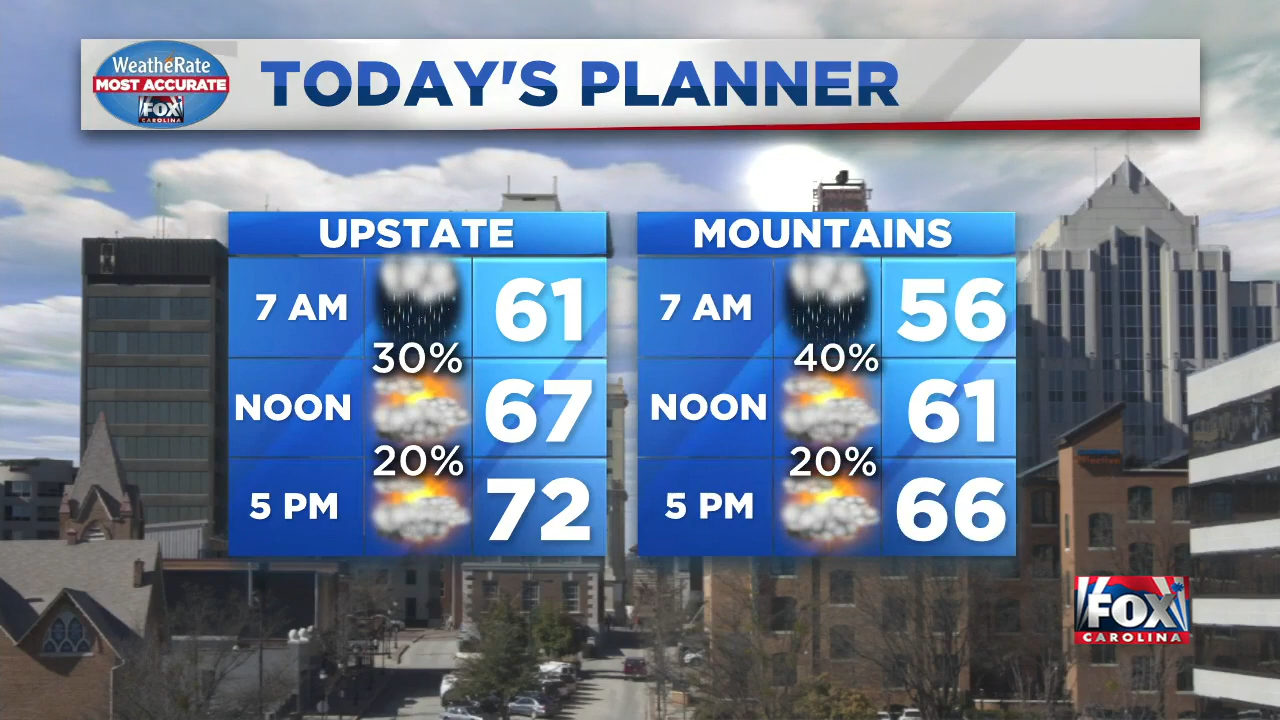 WeatheRate
MOST ACCURATE
FOX
CAROLINA
TODAY'S PLANNER
UPSTATE
7 AM 61
30%
NOON 67
20%
5 PM 72
MOUNTAINS
7 AM 56
40%
NOON 61
20%
5 PM 66
FOX
CAROLINA